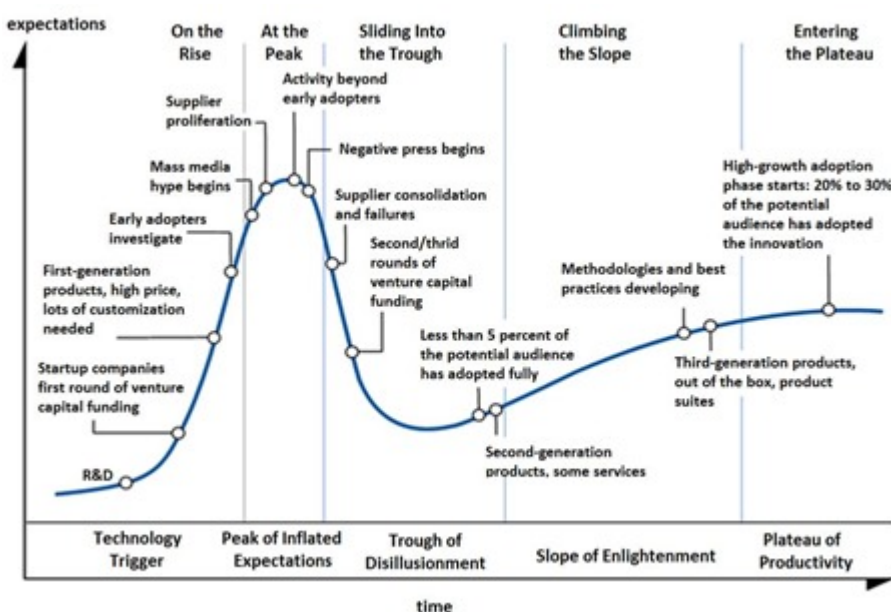 expectations
On the
Rise
At the
Peak
Sliding Into
the Trough
Climbing
the Slope
Entering
the Plateau
Activity beyond
early adopters
Supplier
proliferation
Negative press begins
Mass media
hype begins
High-growth adoption
phase starts: 20% to 30%
of the potential
audience has adopted
the innovation
Supplier consolidation
and failures
Early adopters
investigate
Second/thrid
rounds of
venture capital
funding
First-generation
products, high price,
lots of customization
needed
Methodologies and best
practices developing
Less than 5 percent of
the potential audience
has adopted fully
Startup companies
first round of venture
capital funding
Third-generation products,
out of the box, product
suites
Second-generation
products, some services
R&D
Technology
Trigger
Peak of Inflated
Expectations
Trough of
Disillusionment
Slope of Enlightenment
Plateau of
Productivity
time